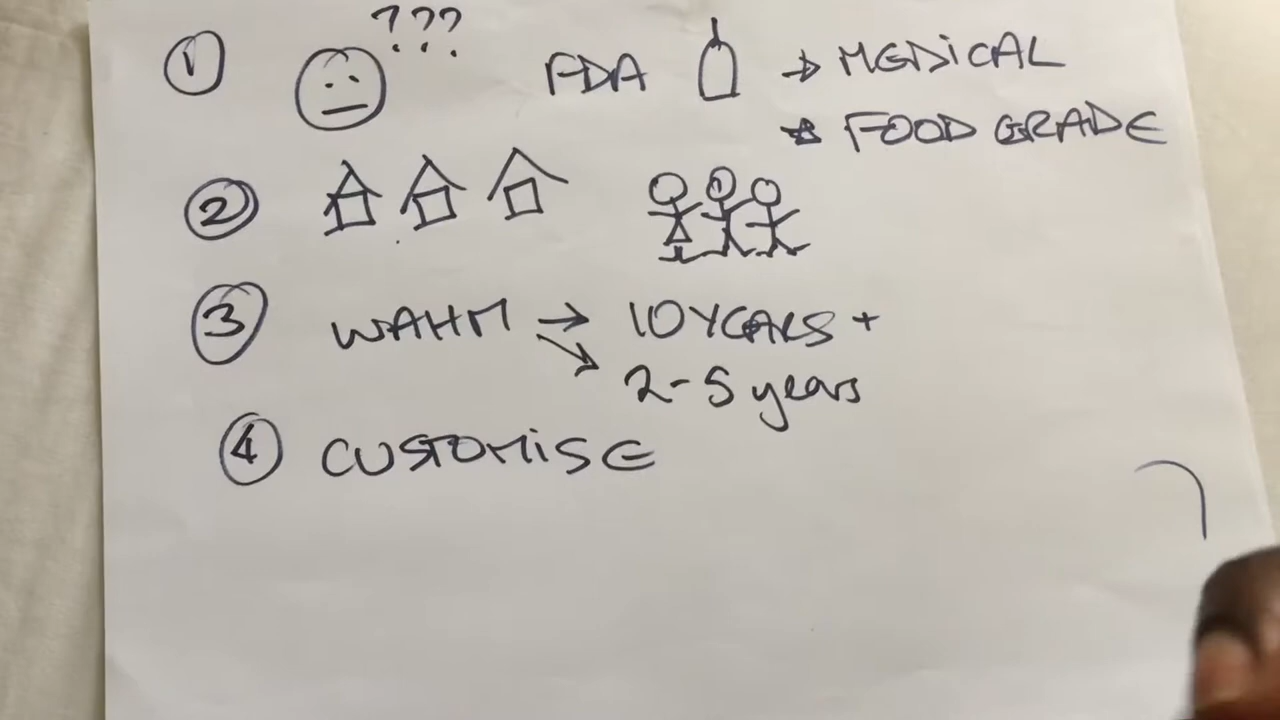 1 ??? FDA → MEDICAL
FOOD GRADE
2
3 WAHM → 10 YEARS +
2-5 years
4 CUSTOMISE